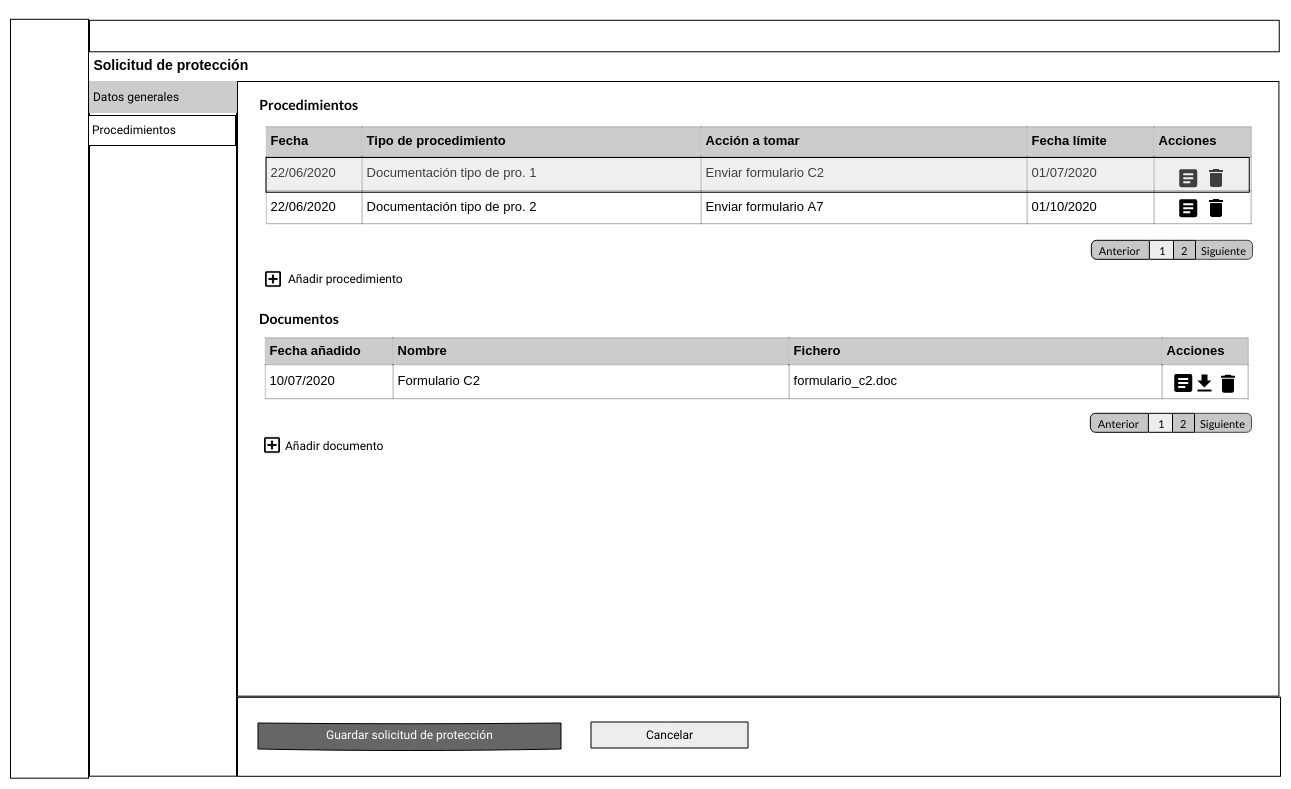 Solicitud de protección
Datos generales
Procedimientos
Procedimientos
Fecha Tipo de procedimiento Acción a tomar Fecha límite Acciones
22/06/2020 Documentación tipo de pro. 1 Enviar formulario C2 01/07/2020
22/06/2020 Documentación tipo de pro. 2 Enviar formulario A7 01/10/2020
Anterior 1 2 Siguiente
Añadir procedimiento
Documentos
Fecha añadido Nombre Fichero Acciones
10/07/2020 Formulario C2 formulario_c2.doc
Anterior 1 2 Siguiente
Añadir documento
Guardar solicitud de protección Cancelar